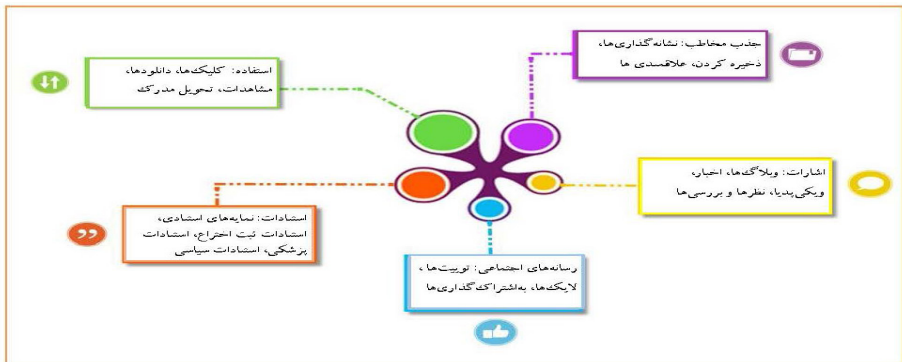 جذب مخاطب: نشانه‌گذاری‌ها،
ذخیره کردن، علاقمندی ها
استفاده: کلیک‌ها، دانلودها،
مشاهدات، تحویل مدرک
اشارات: وبلاگ‌ها، اخبار،
ویکی‌پدیا، نظرها و بررسی‌ها
استنادات: نمایه‌های استنادی،
استنادات ثبت اختراع، استنادات
پزشکی، استنادات سیاسی
رسانه‌های اجتماعی: توییت‌ها،
لایک‌ها، به‌اشتراک‌گذاری‌ها